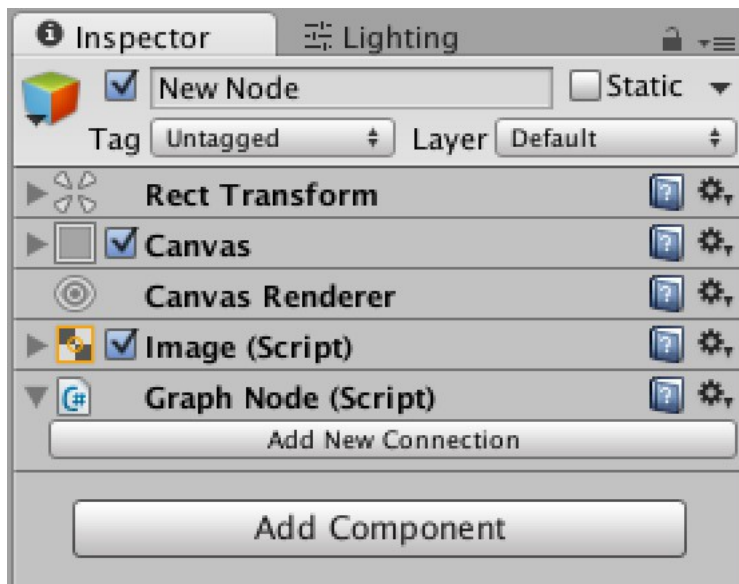 Inspector Lighting
New Node Static
Tag Untagged Layer Default
Rect Transform
Canvas
Canvas Renderer
Image (Script)
C# Graph Node (Script)
Add New Connection
Add Component